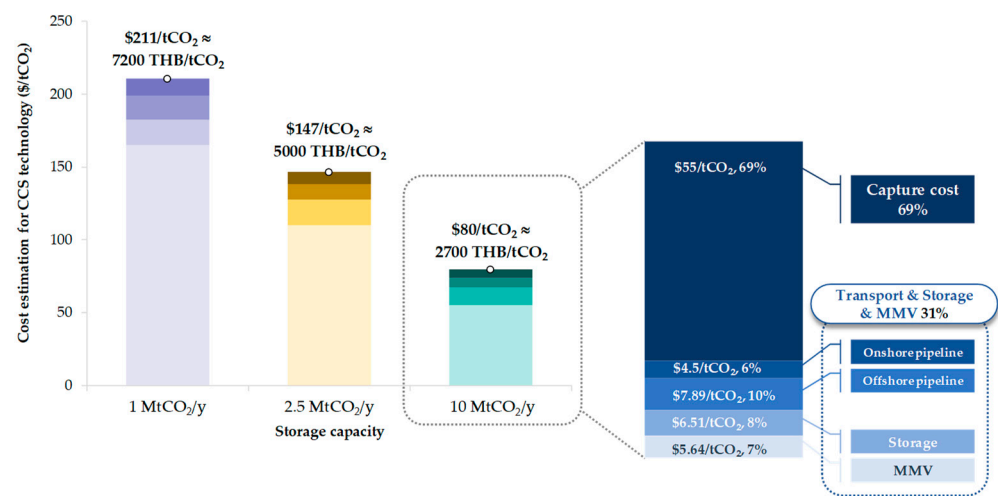 Cost estimation for CCS technology ($/tCO₂)
250
200
150
100
50
0
$211/tCO₂ ≈
7200 THB/tCO₂
$147/tCO₂ ≈
5000 THB/tCO₂
$80/tCO₂ ≈
2700 THB/tCO₂
1 MtCO₂/y
2.5 MtCO₂/y
10 MtCO₂/y
Storage capacity
$55/tCO₂, 69%
$4.5/tCO₂, 6%
$7.89/tCO₂, 10%
$6.51/tCO₂, 8%
$5.64/tCO₂, 7%
Capture cost
69%
Transport & Storage
& MMV 31%
Onshore pipeline
Offshore pipeline
Storage
MMV